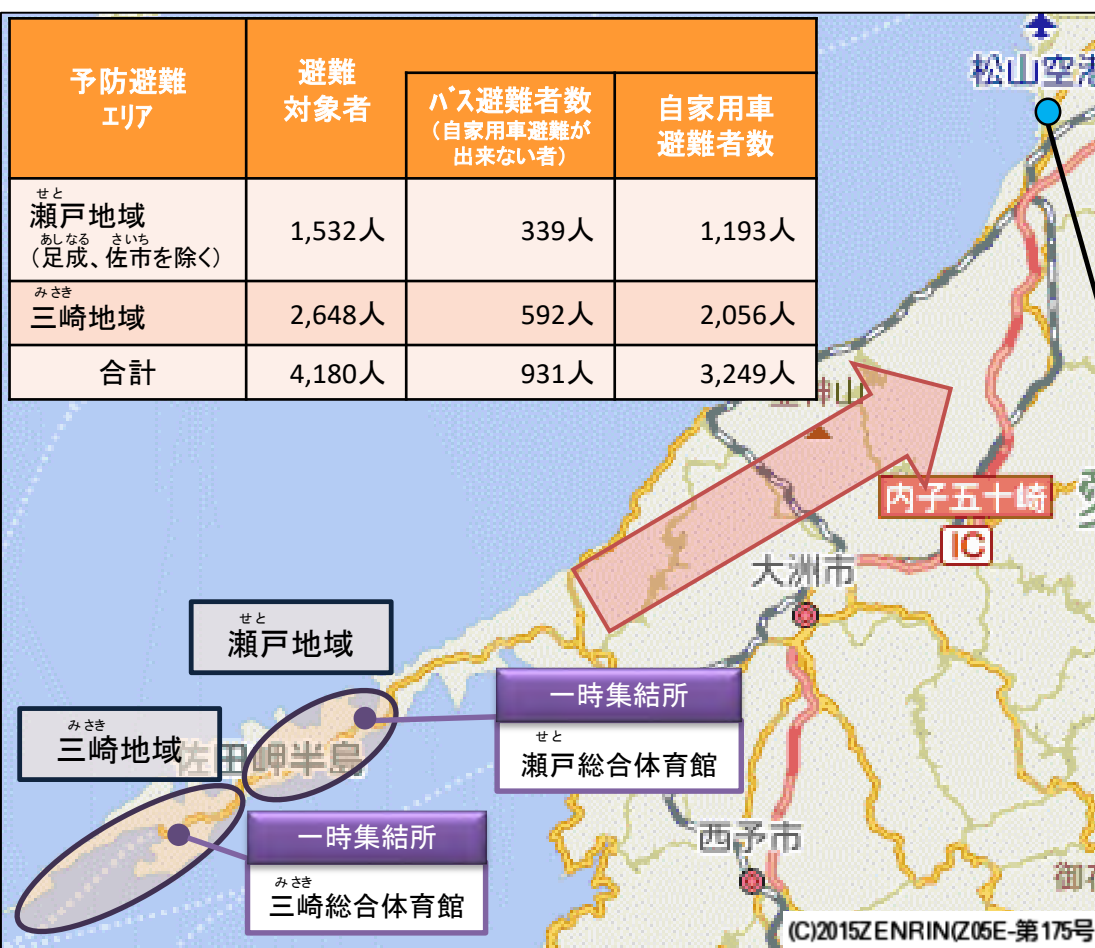 予防避難
エリア
避難
対象者
バス避難者数
(自家用車避難が
出来ない者)
自家用車
避難者数
せと
瀬戸地域
あしなる さいち
(足成、佐市を除く)
1,532人
339人
1,193人
みさき
三崎地域
2,648人
592人
2,056人
合計
4,180人
931人
3,249人
松山空港
内子五十崎
IC
大洲市
せと
瀬戸地域
一時集結所
せと
瀬戸総合体育館
みさき
三崎地域
佐田岬半島
一時集結所
みさき
三崎総合体育館
西予市
(C)2015ZENRIN(Z05E-第175号